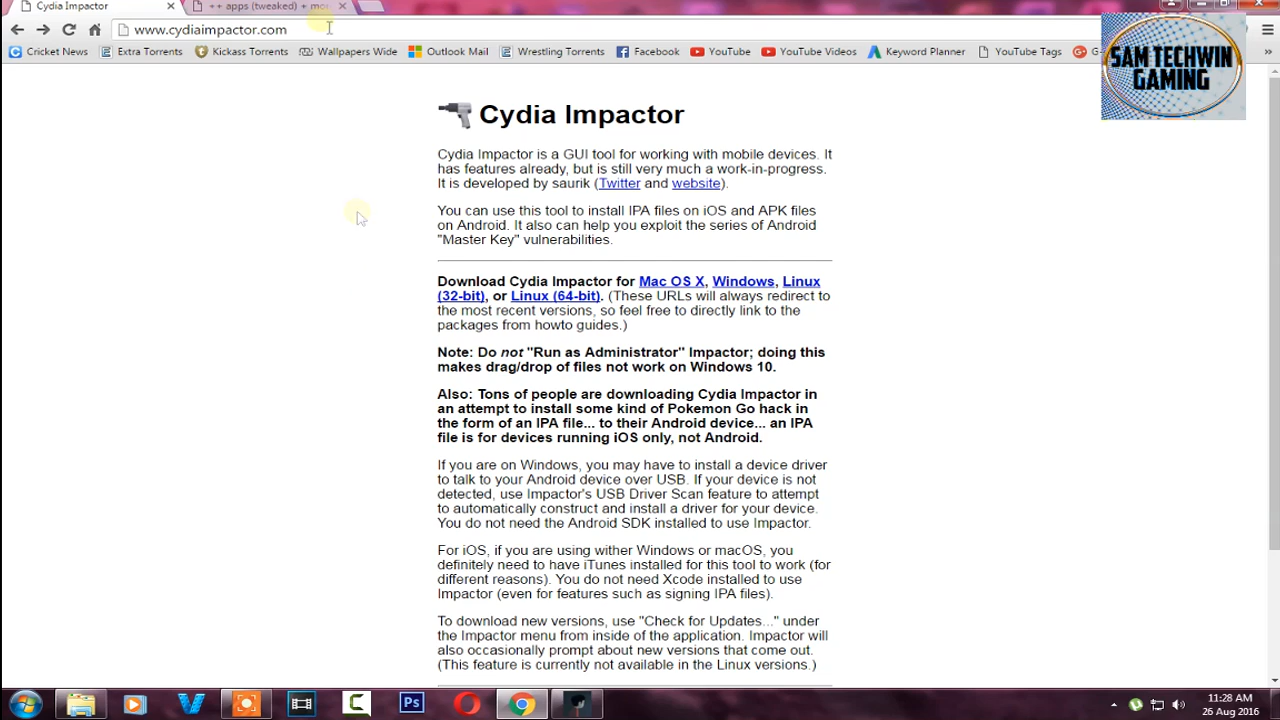 Cydia Impactor
++ apps (tweaked) + mo
www.cydiaimpactor.com
Cricket News
Extra Torrents
Kickass Torrents
Wallpapers Wide
Outlook Mail
Wrestling Torrents
Facebook
YouTube
YouTube Videos
Keyword Planner
YouTube Tags
G-
SAM TECHWIN
GAMING
Cydia Impactor
Cydia Impactor is a GUI tool for working with mobile devices. It
has features already, but is still very much a work-in-progress.
It is developed by saurik (Twitter and website).
You can use this tool to install IPA files on iOS and APK files
on Android. It also can help you exploit the series of Android
"Master Key" vulnerabilities.
Download Cydia Impactor for Mac OS X, Windows, Linux
(32-bit), or Linux (64-bit). (These URLs will always redirect to
the most recent versions, so feel free to directly link to the
packages from howto guides.)
Note: Do not "Run as Administrator" Impactor; doing this
makes drag/drop of files not work on Windows 10.
Also: Tons of people are downloading Cydia Impactor in
an attempt to install some kind of Pokemon Go hack in
the form of an IPA file... to their Android device... an IPA
file is for devices running iOS only, not Android.
If you are on Windows, you may have to install a device driver
to talk to your Android device over USB. If your device is not
detected, use Impactor's USB Driver Scan feature to attempt
to automatically construct and install a driver for your device.
You do not need the Android SDK installed to use Impactor.
For iOS, if you are using wither Windows or macOS, you
definitely need to have iTunes installed for this tool to work (for
different reasons). You do not need Xcode installed to use
Impactor (even for features such as signing IPA files).
To download new versions, use "Check for Updates..." under
the Impactor menu from inside of the application. Impactor will
also occasionally prompt about new versions that come out.
(This feature is currently not available in the Linux versions.)
Ps
11:28 AM
26 Aug 2016